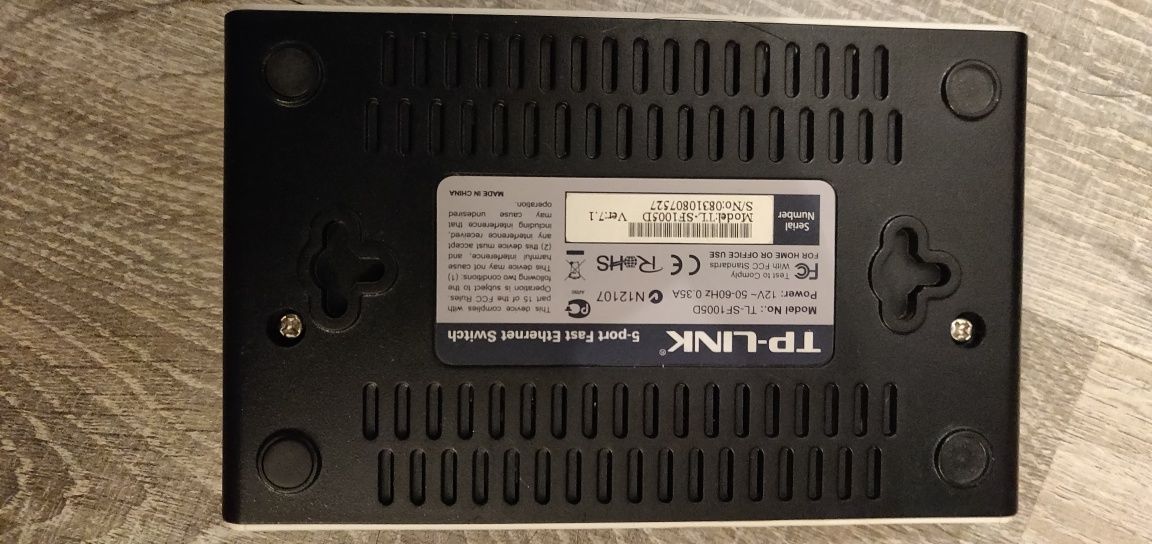 TP-LINK® 5-port Fast Ethernet Switch
Model No.: TL-SF1005D
Power: 12V~ 50-60Hz 0.35A
N12107
FC Test to Comply
With FCC Standards
FOR HOME OR OFFICE USE
CE
RoHS
PC
Serial
Number
Model:TL-SF1005D Ver:7.1
S/No:08310807527
This device complies with
part 15 of the FCC Rules.
Operation is subject to the
following two conditions: (1)
This device may not cause
harmful interference, and
(2) this device must accept
any interference received,
including interference that
may cause undesired
operation.
MADE IN CHINA